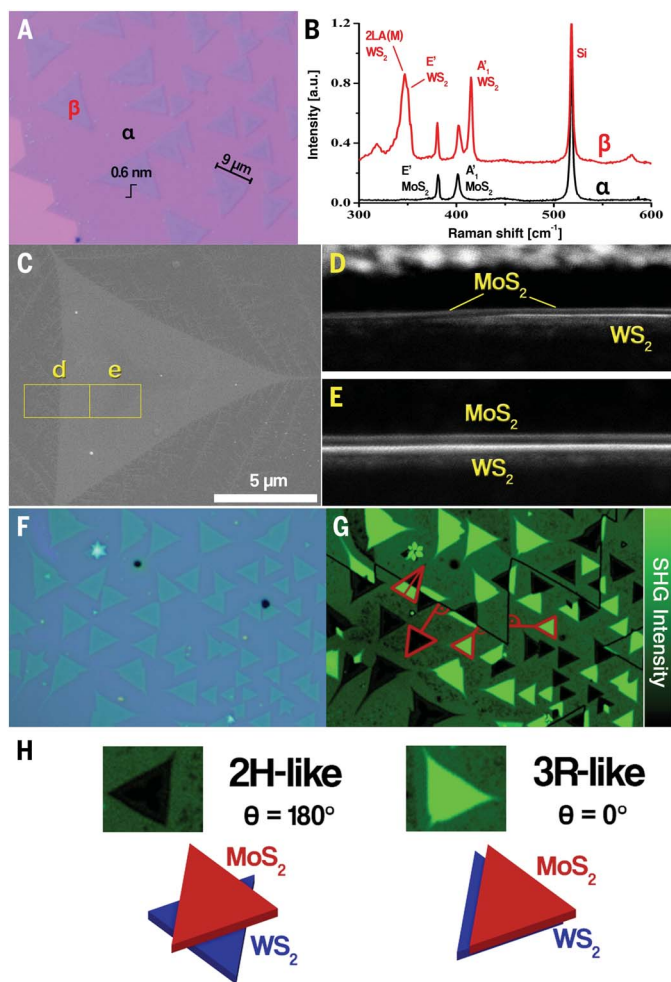 A
β
α
0.6 nm
9 μm
B
Intensity [a.u.]
1.2
0.8
0.4
0.0
2LA(M)
WS₂
E'
WS₂
A'₁
WS₂
Si
β
E'
MoS₂
A'₁
MoS₂
α
300 400 500 600
Raman shift [cm⁻¹]
C
d e
5 μm
D
MoS₂
WS₂
E
MoS₂
WS₂
F
G
SHG Intensity
H
2H-like
θ = 180°
MoS₂
WS₂
3R-like
θ = 0°
MoS₂
WS₂